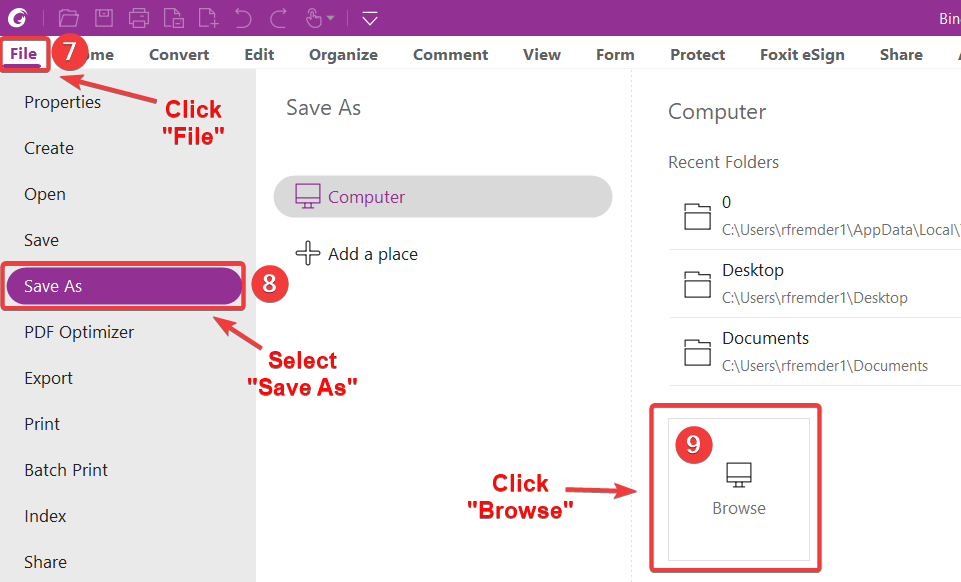 Bin
File
7
me
Convert
Edit
Organize
Comment
View
Form
Protect
Foxit eSign
Share
Click
"File"
Properties
Create
Open
Save
Save As
8
Select
"Save As"
PDF Optimizer
Export
Print
Batch Print
Index
Share
Save As
Computer
Add a place
Computer
Recent Folders
0
C:\Users\rfremder1\AppData\Local\
Desktop
C:\Users\rfremder1\Desktop
Documents
C:\Users\rfremder1\Documents
Click
"Browse"
9
Browse